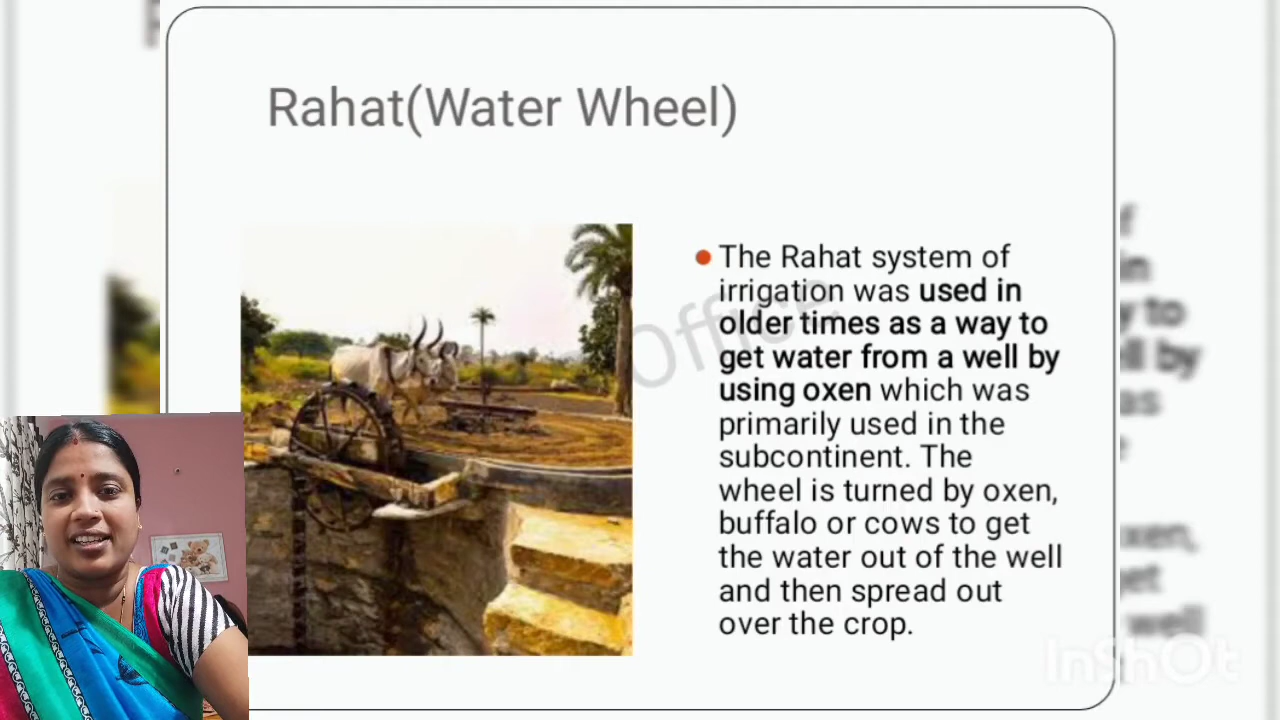 Rahat(Water Wheel)
The Rahat system of
irrigation was used in
older times as a way to
get water from a well by
using oxen which was
primarily used in the
subcontinent. The
wheel is turned by oxen,
buffalo or cows to get
the water out of the well
and then spread out
over the crop.
Office
InShOt